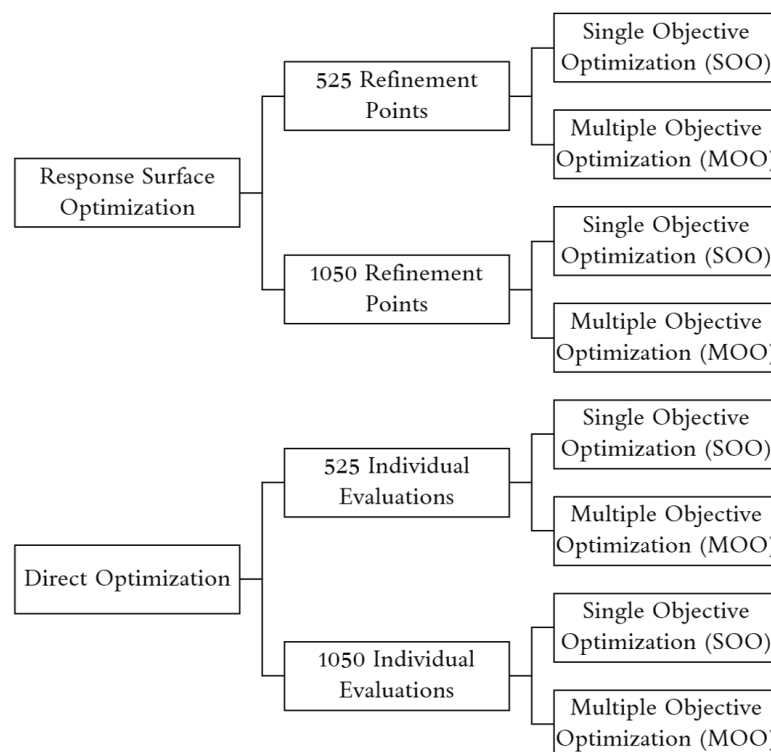 Single Objective
Optimization (SOO)
525 Refinement
Points
Multiple Objective
Optimization (MOO)
Response Surface
Optimization
Single Objective
Optimization (SOO)
1050 Refinement
Points
Multiple Objective
Optimization (MOO)
Single Objective
Optimization (SOO)
525 Individual
Evaluations
Multiple Objective
Optimization (MOO)
Direct Optimization
Single Objective
Optimization (SOO)
1050 Individual
Evaluations
Multiple Objective
Optimization (MOO)